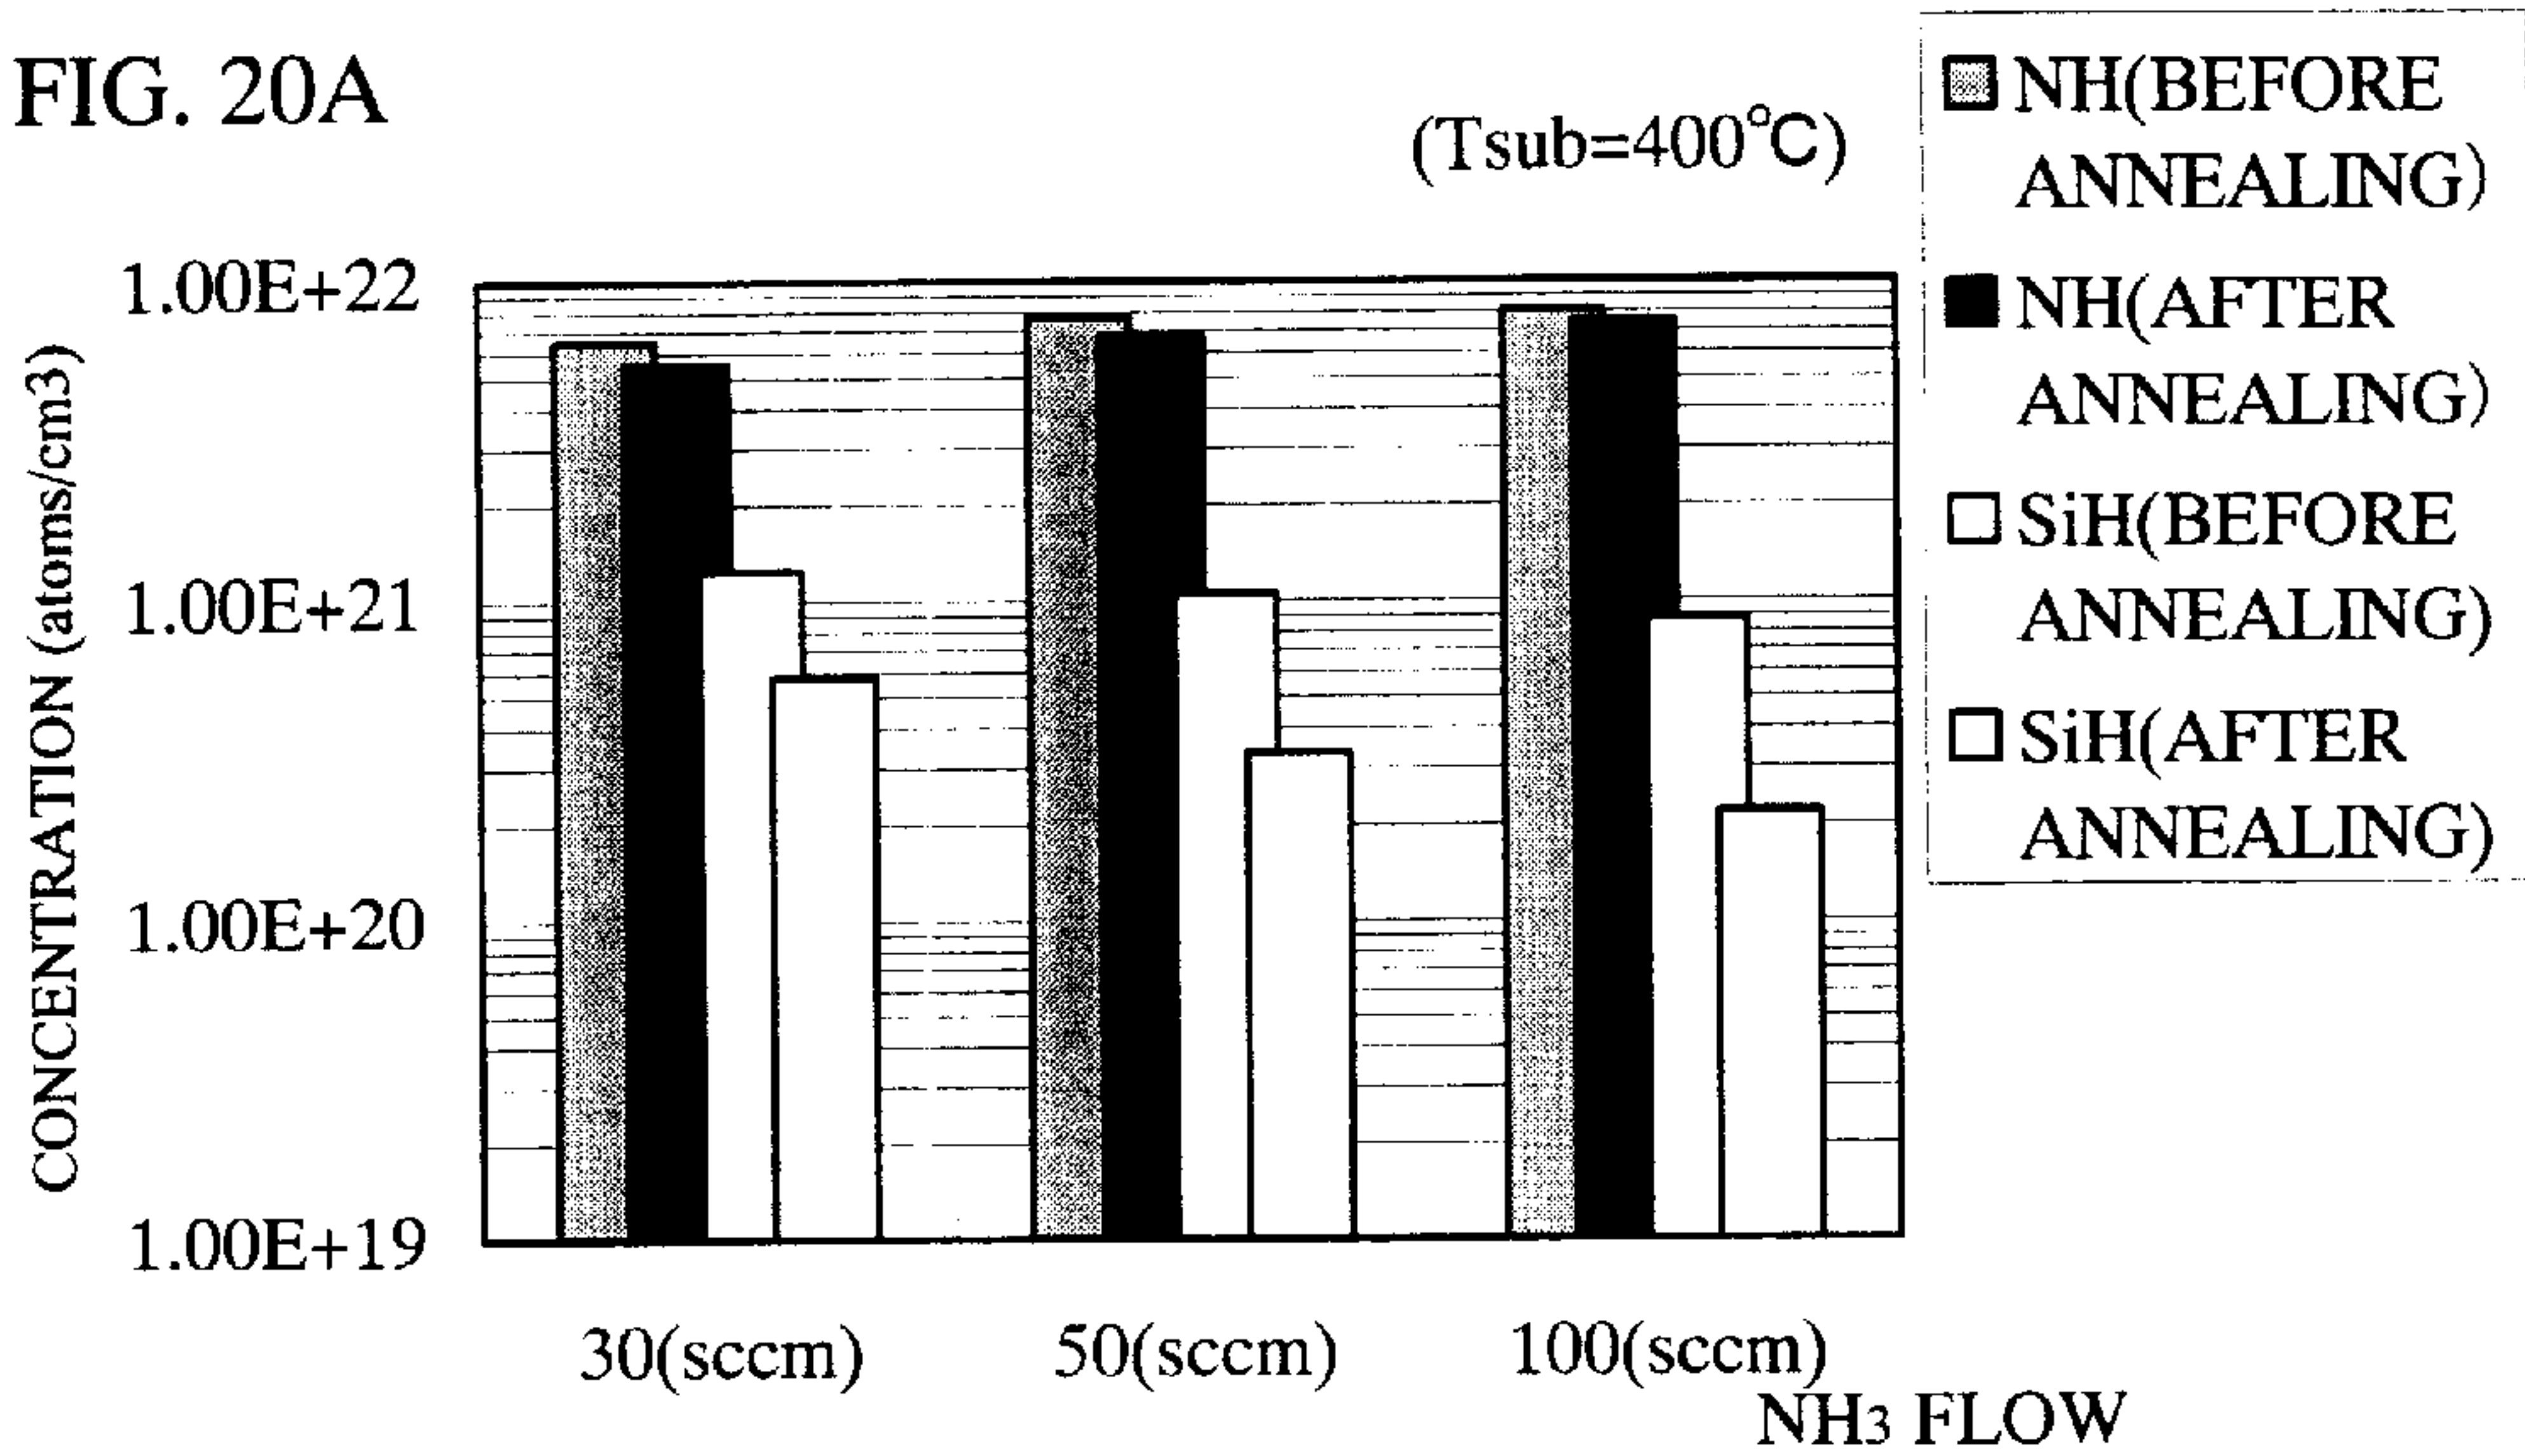 FIG. 20A
(Tsub=400°C)
NH(BEFORE
ANNEALING)
NH(AFTER
ANNEALING)
SiH(BEFORE
ANNEALING)
SiH(AFTER
ANNEALING)
CONCENTRATION (atoms/cm3)
1.00E+22
1.00E+21
1.00E+20
1.00E+19
30(sccm)
50(sccm)
100(sccm)
NH3 FLOW